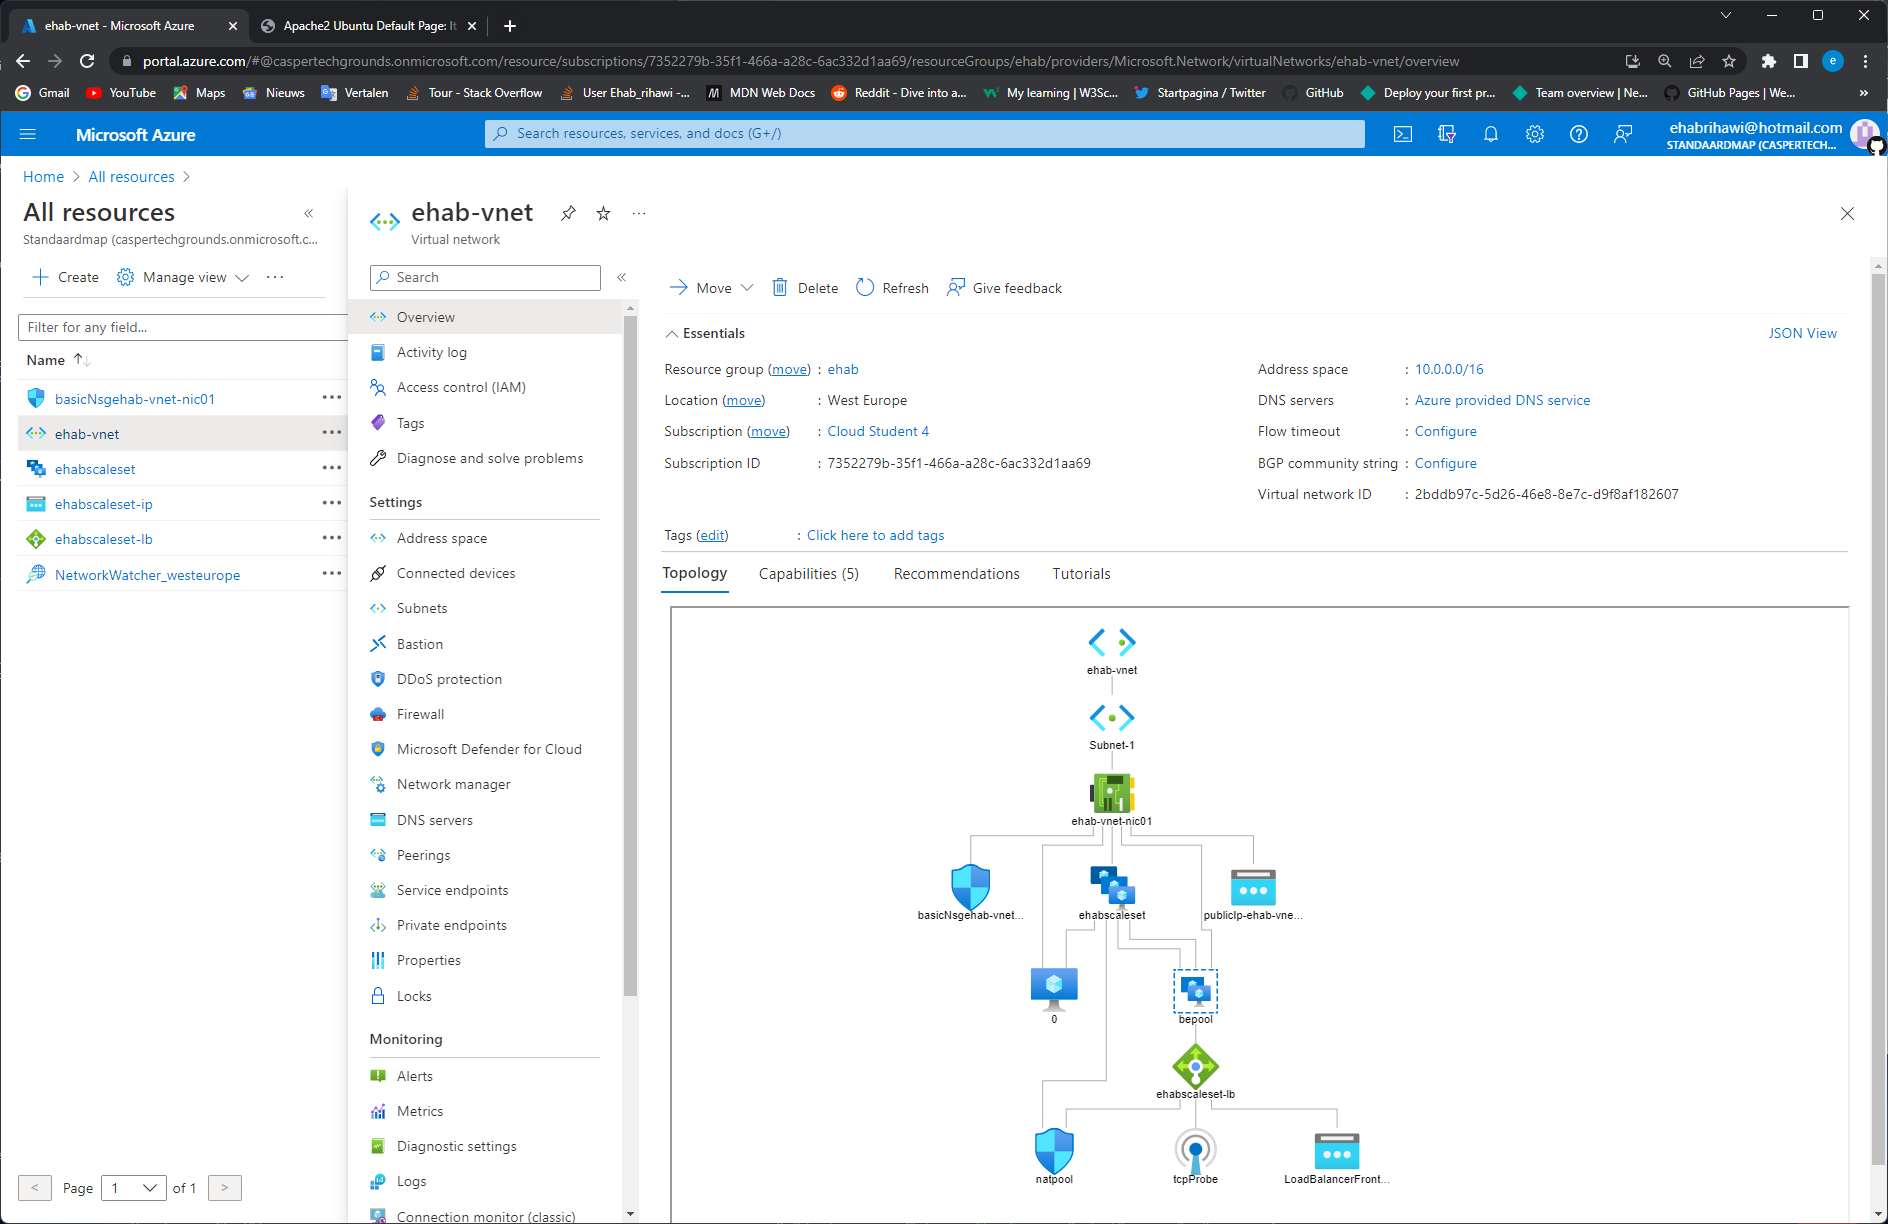 ehab-vnet - Microsoft Azure
Apache2 Ubuntu Default Page: It
portal.azure.com/#@caspertechgrounds.onmicrosoft.com/resource/subscriptions/7352279b-35f1-466a-a28c-6ac332d1aa69/resourceGroups/ehab/providers/Microsoft.Network/virtualNetworks/ehab-vnet/overview
e
Gmail YouTube Maps Nieuws Vertalen Tour - Stack Overflow User Ehab_rihawi -... MDN Web Docs Reddit - Dive into a... My learning | W3Sc... Startpagina / Twitter GitHub Deploy your first pr... Team overview | Ne... GitHub Pages | We... »
Microsoft Azure
Search resources, services, and docs (G+/)
ehabrihawi@hotmail.com
STANDAARDMAP (CASPERTECH...
Home > All resources >
All resources
Standaardmap (caspertechgrounds.onmicrosoft.c...
Create Manage view ...
Filter for any field...
Name
basicNsgehab-vnet-nic01
ehab-vnet
ehabscaleset
ehabscaleset-ip
ehabscaleset-lb
NetworkWatcher_westeurope
< Page 1 of 1 >
ehab-vnet
Virtual network
Search
Overview
Activity log
Access control (IAM)
Tags
Diagnose and solve problems
Settings
Address space
Connected devices
Subnets
Bastion
DDoS protection
Firewall
Microsoft Defender for Cloud
Network manager
DNS servers
Peerings
Service endpoints
Private endpoints
Properties
Locks
Monitoring
Alerts
Metrics
Diagnostic settings
Logs
Connection monitor (classic)
Move Delete Refresh Give feedback
Essentials
JSON View
Resource group (move) : ehab
Location (move) : West Europe
Subscription (move) : Cloud Student 4
Subscription ID : 7352279b-35f1-466a-a28c-6ac332d1aa69
Address space : 10.0.0.0/16
DNS servers : Azure provided DNS service
Flow timeout : Configure
BGP community string : Configure
Virtual network ID : 2bddb97c-5d26-46e8-8e7c-d9f8af182607
Tags (edit) : Click here to add tags
Topology Capabilities (5) Recommendations Tutorials
ehab-vnet
Subnet-1
ehab-vnet-nic01
basicNsgehab-vnet...
ehabscaleset
publicIp-ehab-vne...
0
bepool
ehabscaleset-lb
natpool
tcpProbe
LoadBalancerFront...